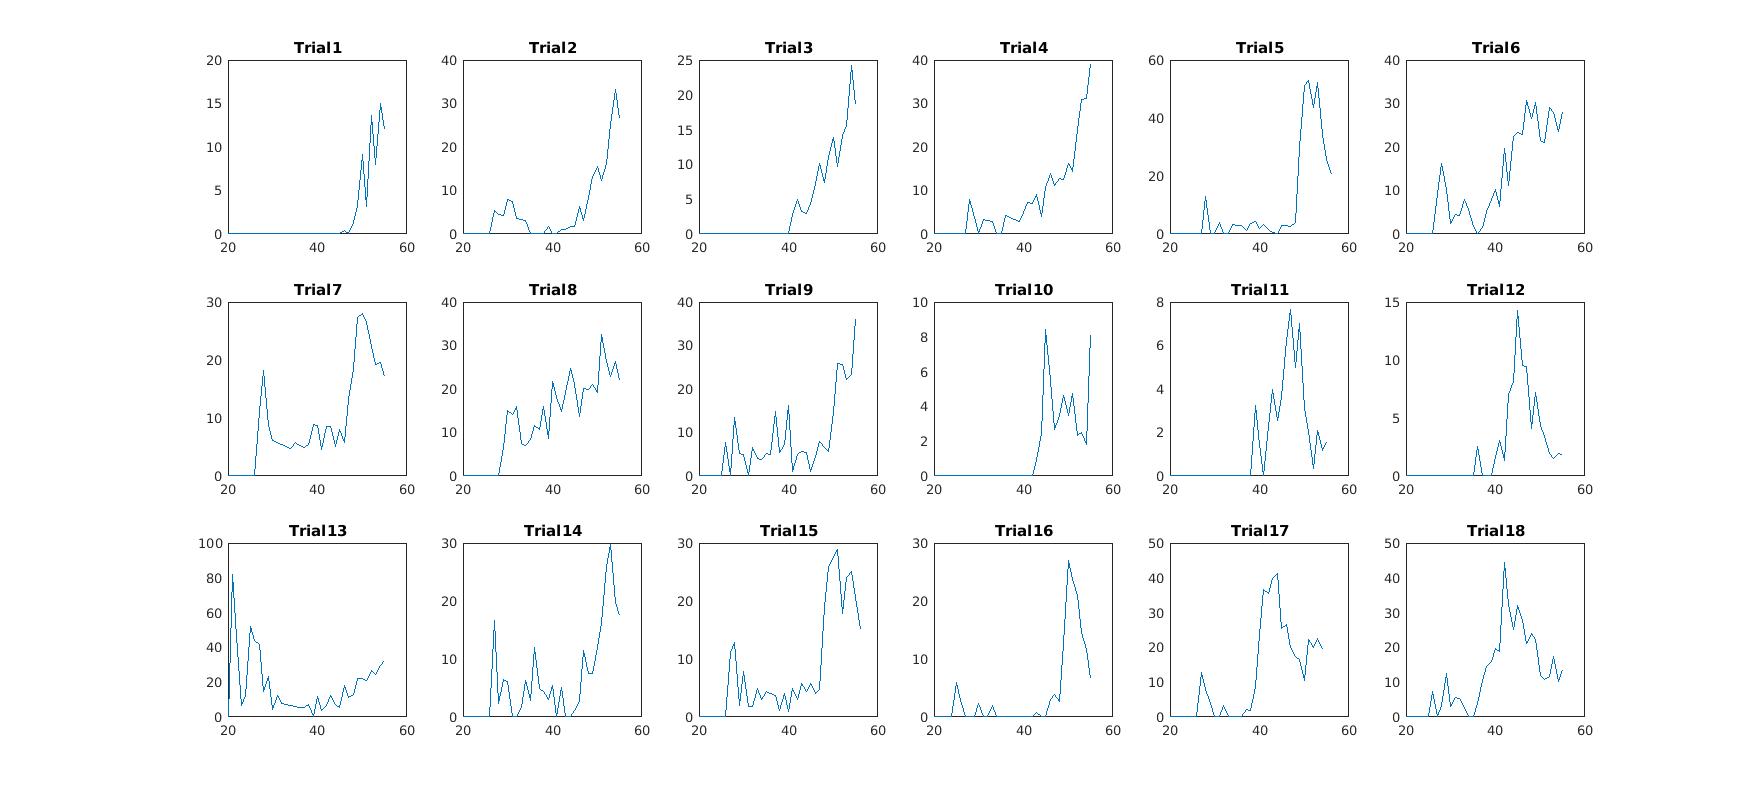 Trial1 Trial2 Trial3 Trial4 Trial5 Trial6
20 40 25 40 60 40
20
30 30 30
15 40
15
10 20 20 20
10
20
5 10 10 10
5
0 0 0 0 0 0
20 40 60 20 40 60 20 40 60 20 40 60 20 40 60 20 40 60
Trial7 Trial8 Trial9 Trial10 Trial11 Trial12
30 40 40 10 8 15
8
30 30 6
20 10
6
20 20 4
4
10 5
10 10 2
2
0 0 0 0 0 0
20 40 60 20 40 60 20 40 60 20 40 60 20 40 60 20 40 60
Trial13 Trial14 Trial15 Trial16 Trial17 Trial18
100 30 30 30 50 50
80 40 40
20 20 20
60 30 30
40 20 20
10 10 10
20 10 10
0 0 0 0 0 0
20 40 60 20 40 60 20 40 60 20 40 60 20 40 60 20 40 60